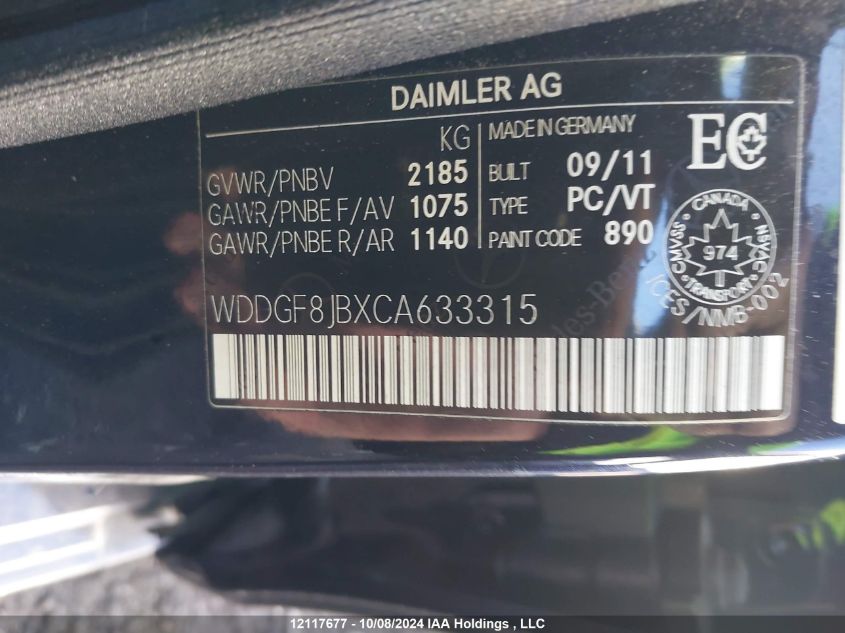 DAIMLER AG
KG
MADE IN GERMANY
GVWR/PNBV 2185
BUILT 09/11
GAWR/PNBE F/AV 1075
TYPE PC/VT
GAWR/PNBE R/AR 1140
PAINT CODE 890
EC
CANADA
CMVSS
NSVAC
974
TRANSPORT
ICES/NMB-002
WDDGF8JBXCA633315
12117677 - 10/08/2024 IAA Holdings , LLC